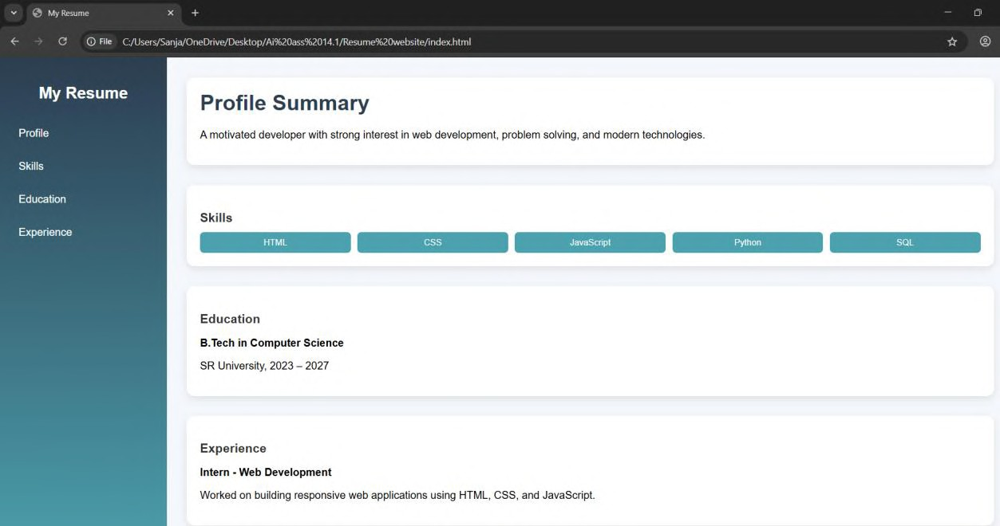 My Resume
File
C:/Users/Sanja/OneDrive/Desktop/Ai%20ass%2014.1/Resume%20website/index.html
My Resume
Profile
Skills
Education
Experience
Profile Summary
A motivated developer with strong interest in web development, problem solving, and modern technologies.
Skills
HTML
CSS
JavaScript
Python
SQL
Education
B.Tech in Computer Science
SR University, 2023 – 2027
Experience
Intern - Web Development
Worked on building responsive web applications using HTML, CSS, and JavaScript.